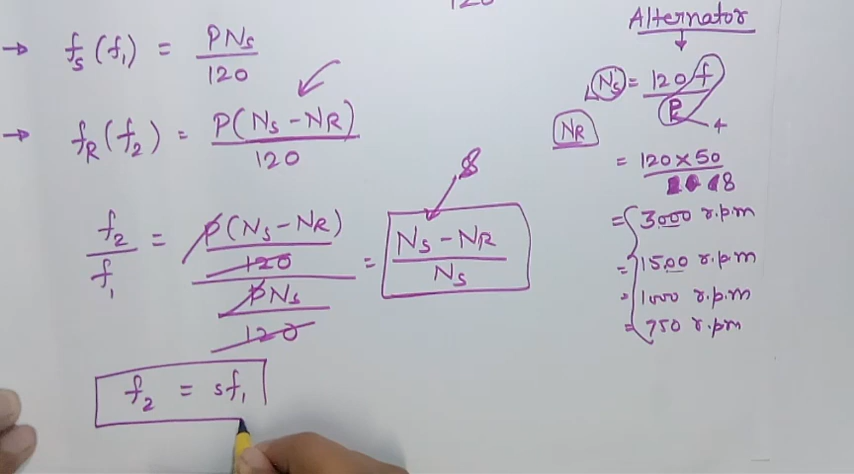 120
→ fs (f₁) = PNs / 120
→ fR (f₂) = P(Ns - NR) / 120
f₂ / f₁ = P(Ns - NR) / 120 / PNs / 120 = Ns - NR / Ns
s
f₂ = sf₁
Alternator
↓
Ns = 120 f / P
4
NR
= 120 × 50 / 8
= 3000 r.p.m
= 1500 r.p.m
= 1000 r.p.m
= 750 r.p.m